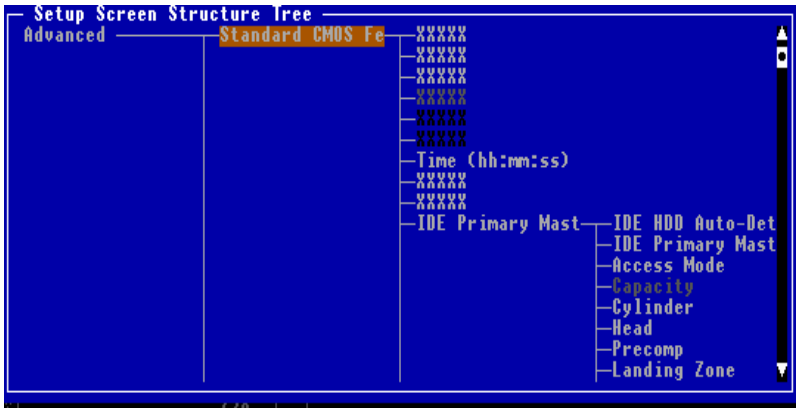 Setup Screen Structure Tree
Advanced Standard CMOS Fe XXXXX
XXXXX
XXXXX
XXXXX
XXXXX
XXXXX
Time (hh:mm:ss)
XXXXX
XXXXX
IDE Primary Mast IDE HDD Auto-Det
IDE Primary Mast
Access Mode
Capacity
Cylinder
Head
Precomp
Landing Zone